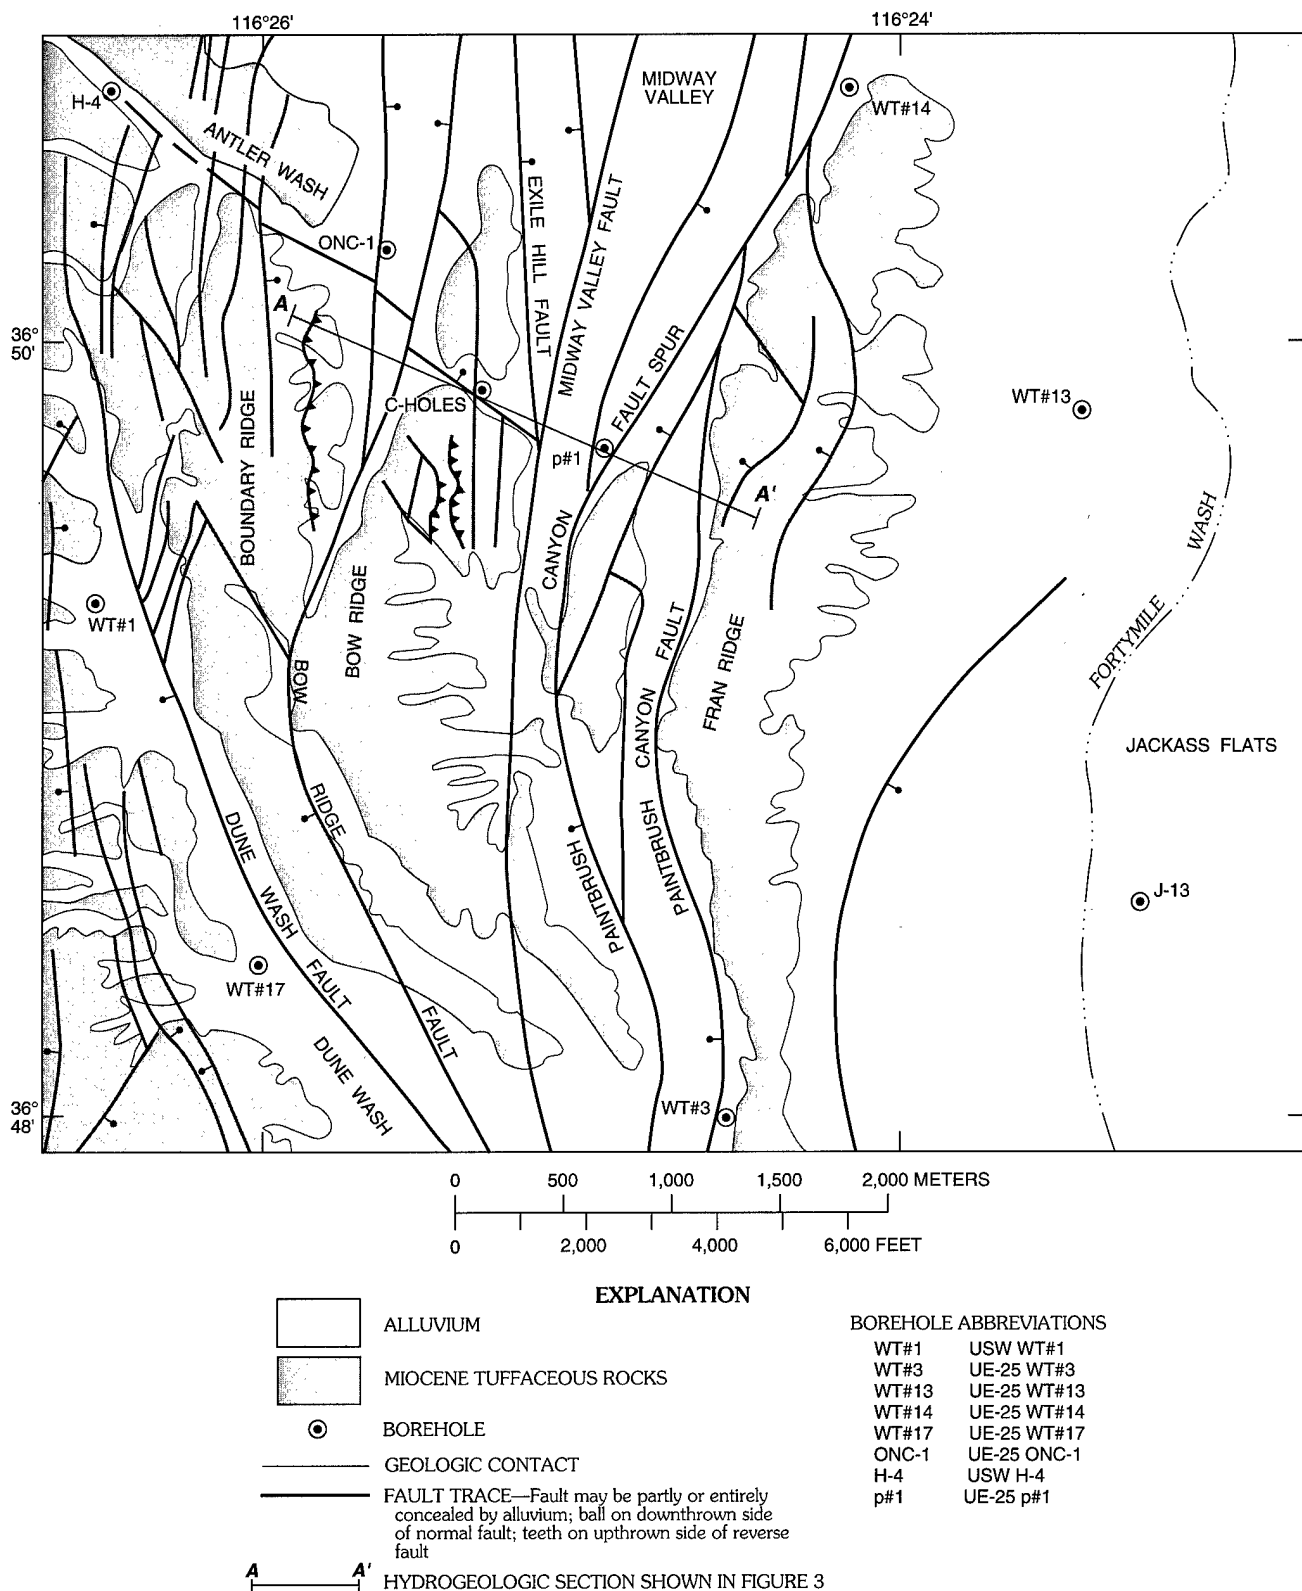 116°26'
116°24'
MIDWAY
VALLEY
H-4
WT#14
ANTLER WASH
ONC-1
EXILE HILL FAULT
MIDWAY VALLEY FAULT
A
36°
50'
FAULT SPUR
WT#13
C-HOLES
p#1
A'
BOUNDARY RIDGE
CANYON
WASH
WT#1
BOW RIDGE
BOW
FAULT
FRAN RIDGE
FORTYMILE
CANYON
JACKASS FLATS
RIDGE
DUNE
PAINTBRUSH
PAINTBRUSH
J-13
WASH
WT#17
FAULT
FAULT
DUNE WASH
WT#3
36°
48'
0 500 1,000 1,500 2,000 METERS
0 2,000 4,000 6,000 FEET
EXPLANATION
ALLUVIUM
MIOCENE TUFFACEOUS ROCKS
BOREHOLE
GEOLOGIC CONTACT
FAULT TRACE—Fault may be partly or entirely
concealed by alluvium; ball on downthrown side
of normal fault; teeth on upthrown side of reverse
fault
A A' HYDROGEOLOGIC SECTION SHOWN IN FIGURE 3
BOREHOLE ABBREVIATIONS
WT#1 USW WT#1
WT#3 UE-25 WT#3
WT#13 UE-25 WT#13
WT#14 UE-25 WT#14
WT#17 UE-25 WT#17
ONC-1 UE-25 ONC-1
H-4 USW H-4
p#1 UE-25 p#1